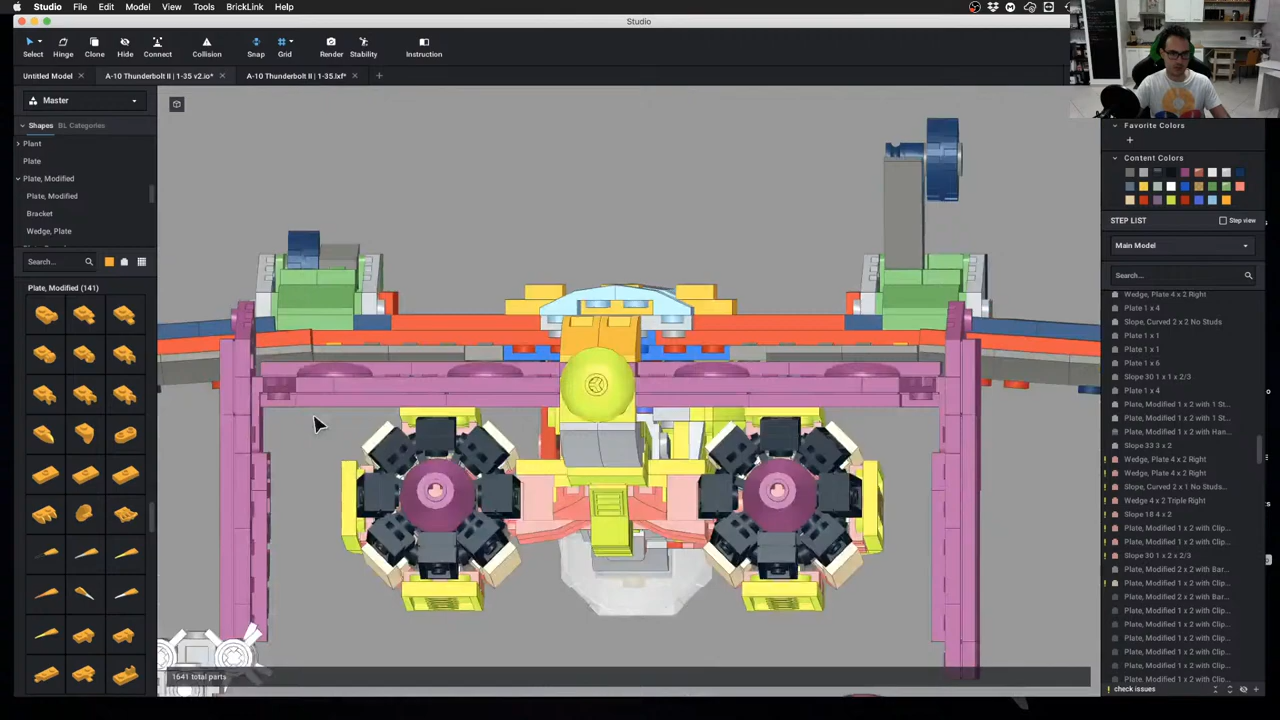 Studio File Edit Model View Tools BrickLink Help
Studio
Select Hinge Clone Hide Connect Collision Snap Grid Render Stability Instruction
Untitled Model A-10 Thunderbolt II | 1-35 v2.io* A-10 Thunderbolt II | 1-35.lxf* +
Master
Shapes BL Categories
Plant
Plate
Plate, Modified
Plate, Modified
Bracket
Wedge, Plate
Search...
Plate, Modified (141)
1641 total parts
Favorite Colors
+
Content Colors
STEP LIST Step view
Main Model
Search...
Wedge, Plate 4 x 2 Right
Plate 1 x 4
Slope, Curved 2 x 2 No Studs
Plate 1 x 1
Plate 1 x 1
Plate 1 x 6
Slope 30 1 x 1 x 2/3
Plate 1 x 4
Plate, Modified 1 x 2 with 1 St...
Plate, Modified 1 x 2 with 1 St...
Plate, Modified 1 x 2 with Han...
Slope 33 3 x 2
Wedge, Plate 4 x 2 Right
Wedge, Plate 4 x 2 Right
Slope, Curved 2 x 1 No Studs...
Wedge 4 x 2 Triple Right
Slope 18 4 x 2
Plate, Modified 1 x 2 with Clip...
Plate, Modified 1 x 2 with Clip...
Slope 30 1 x 2 x 2/3
Plate, Modified 2 x 2 with Bar...
Plate, Modified 1 x 2 with Clip...
Plate, Modified 2 x 2 with Bar...
Plate, Modified 1 x 2 with Clip...
Plate, Modified 1 x 2 with Clip...
Plate, Modified 1 x 2 with Clip...
Plate, Modified 1 x 2 with Clip...
Plate, Modified 1 x 2 with Clip...
Plate, Modified 1 x 2 with Clip...
check issues